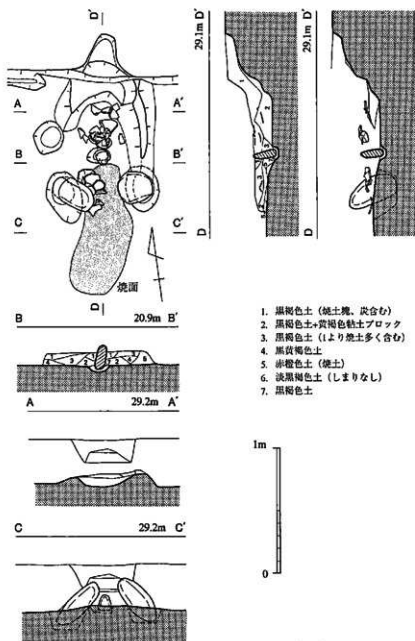 D′
A A′
B B′
C C′
焼面
D
29.1m D′
D
29.1m D′
D
B 20.9m B′
A 29.2m A′
C 29.2m C′
1. 黒褐色土(焼土塊、炭含む)
2. 黒褐色土+黄褐色粘土ブロック
3. 黒褐色土(1より焼土多く含む)
4. 黒黄褐色土
5. 赤橙色土(焼土)
6. 淡黒褐色土(しまりなし)
7. 黒褐色土
1m
0